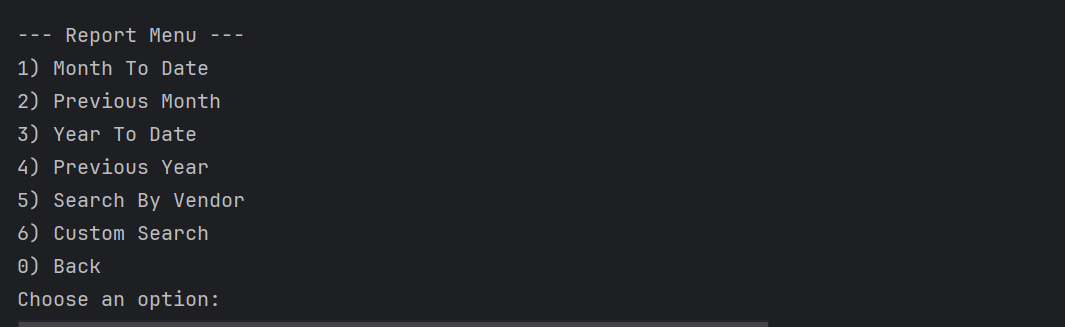 --- Report Menu ---
1) Month To Date
2) Previous Month
3) Year To Date
4) Previous Year
5) Search By Vendor
6) Custom Search
0) Back
Choose an option: